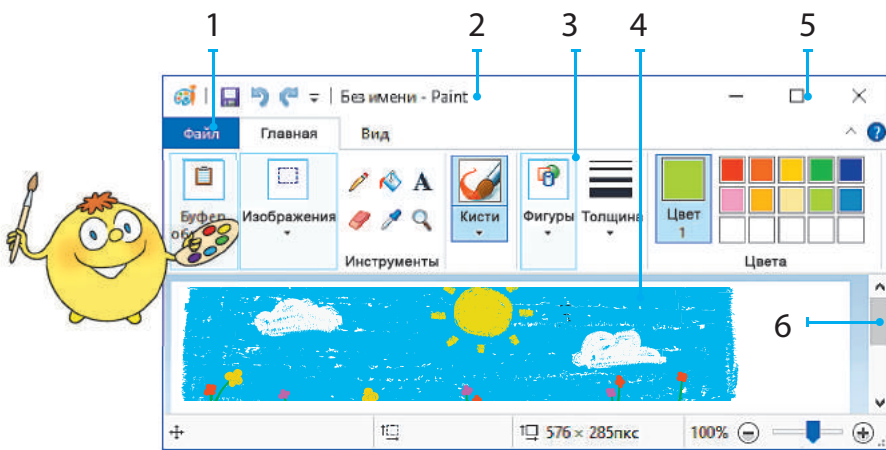 1 2 3 4 5
Без имени - Paint
Файл Главная Вид
Буфер Изображения Кисти Фигуры Толщина Цвет
1
Инструменты Цвета
6
576 × 285пкс 100%